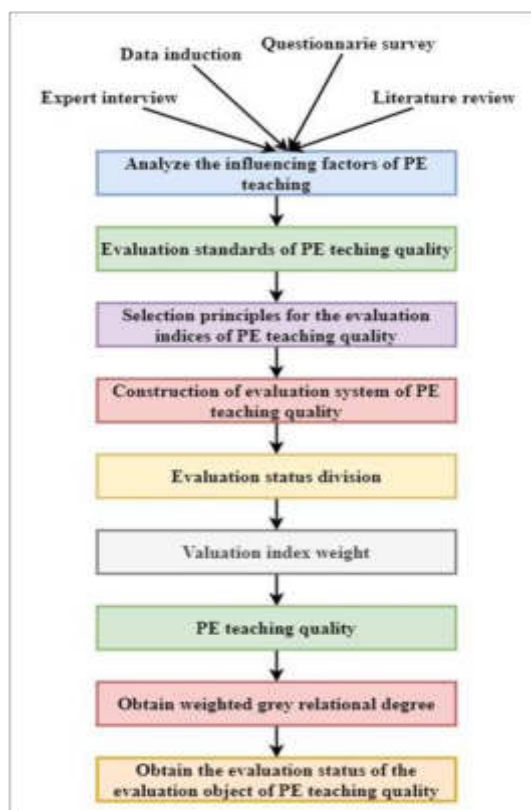 Questionnarie survey
Data induction
Expert interview
Literature review
Analyze the influencing factors of PE
teaching
Evaluation standards of PE teching quality
Selection principles for the evaluation
indices of PE teaching quality
Construction of evaluation system of PE
teaching quality
Evaluation status division
Valuation index weight
PE teaching quality
Obtain weighted grey relational degree
Obtain the evaluation status of the
evaluation object of PE teaching quality